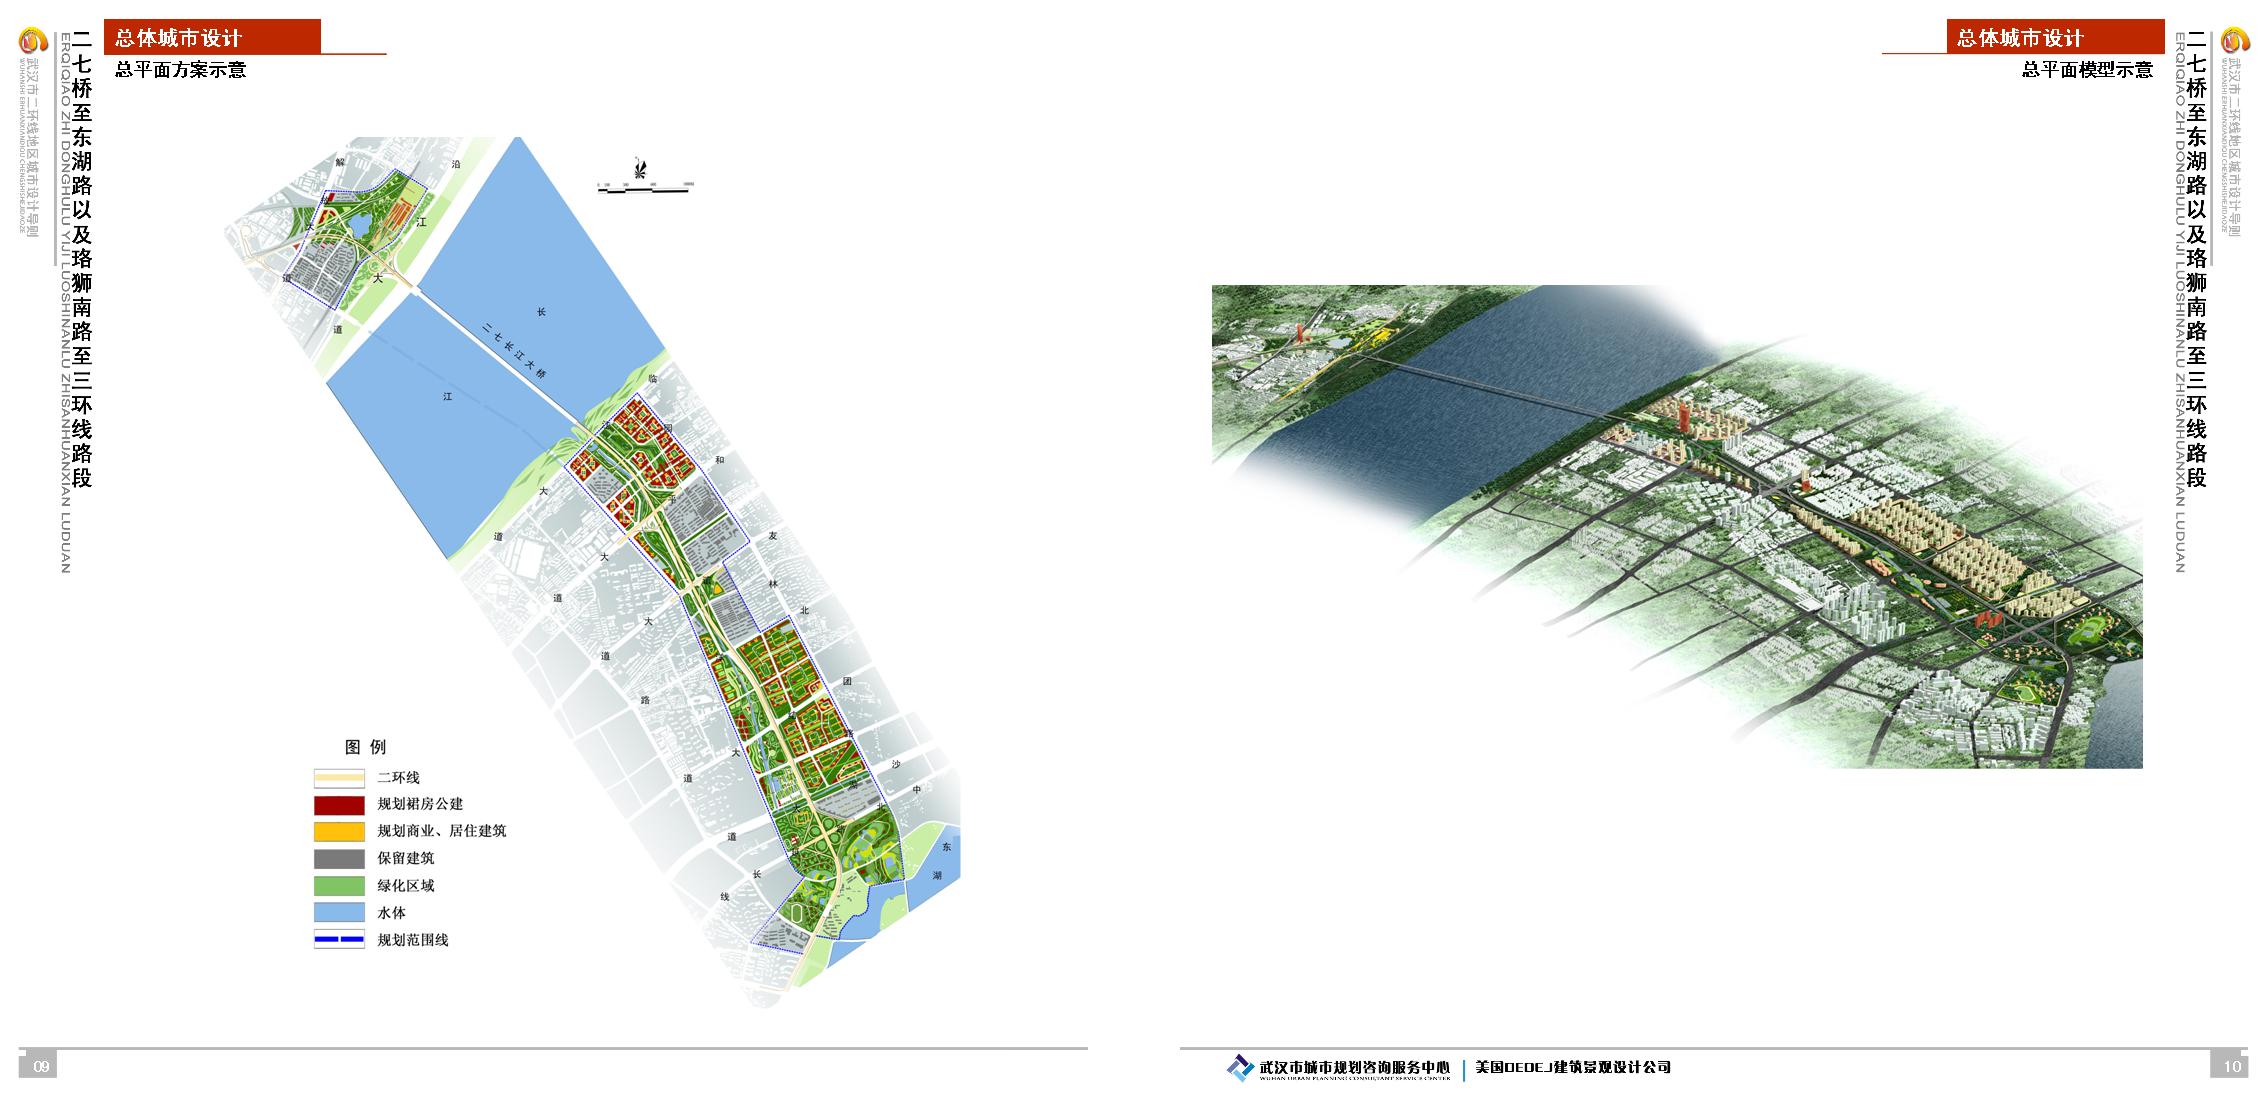 总体城市设计
总平面方案示意
二七桥至东湖路以及珞狮南路至三环线路段
ERQIQIAO ZHI DONGHULU YIJI LUOSHINANLU ZHISANHUANXIAN LUDUAN
武汉市二环线地区城市设计导则
WUHANSHI ERHUANXIANDIQU CHENGSHISHEJIDAOZE
解
放
大
道
沿
江
大
道
长
江
二七长江大桥
临
江
大
道
和
平
大
道
友
大
道
林
北
路
团
路
大
道
沙
湖
大
道
中
北
路
东
湖
长
线
图 例
二环线
规划裙房公建
规划商业、居住建筑
保留建筑
绿化区域
水体
规划范围线
09
总体城市设计
总平面模型示意
二七桥至东湖路以及珞狮南路至三环线路段
ERQIQIAO ZHI DONGHULU YIJI LUOSHINANLU ZHISANHUANXIAN LUDUAN
武汉市二环线地区城市设计导则
WUHANSHI ERHUANXIANDIQU CHENGSHISHEJIDAOZE
武汉市城市规划咨询服务中心
WUHAN URBAN PLANNING CONSULTANT SERVICE CENTER
美国DEDEJ建筑景观设计公司
10